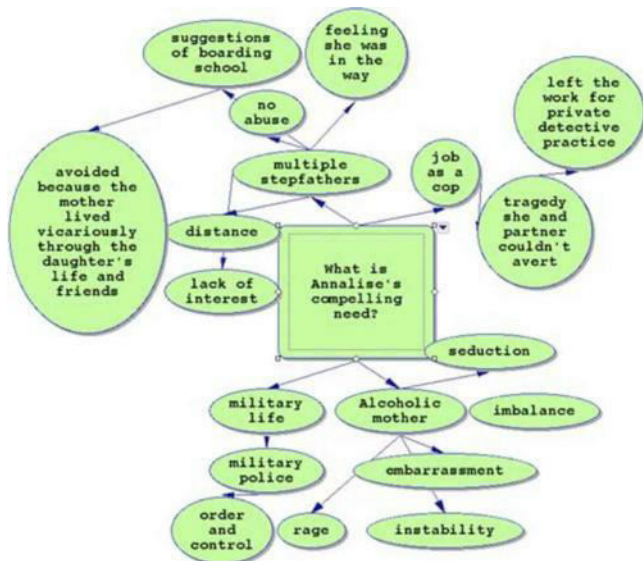 suggestions
of boarding
school
feeling
she was
in the
way
left the
work for
private
detective
practice
no
abuse
job
as a
cop
avoided
because the
mother
lived
vicariously
through the
daughter's
life and
friends
multiple
stepfathers
tragedy
she and
partner
couldn't
avert
distance
lack of
interest
What is
Annalise's
compelling
need?
seduction
military
life
Alcoholic
mother
imbalance
military
police
embarrassment
order
and
control
rage
instability